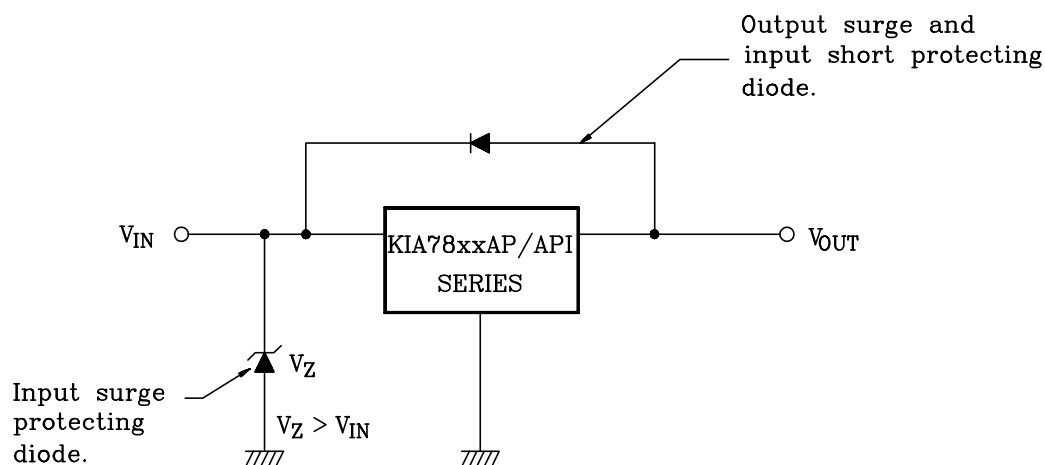 Output surge and
input short protecting
diode.
VIN
KIA78xxAP/API
SERIES
VOUT
VZ
Input surge
protecting
diode.
VZ > VIN